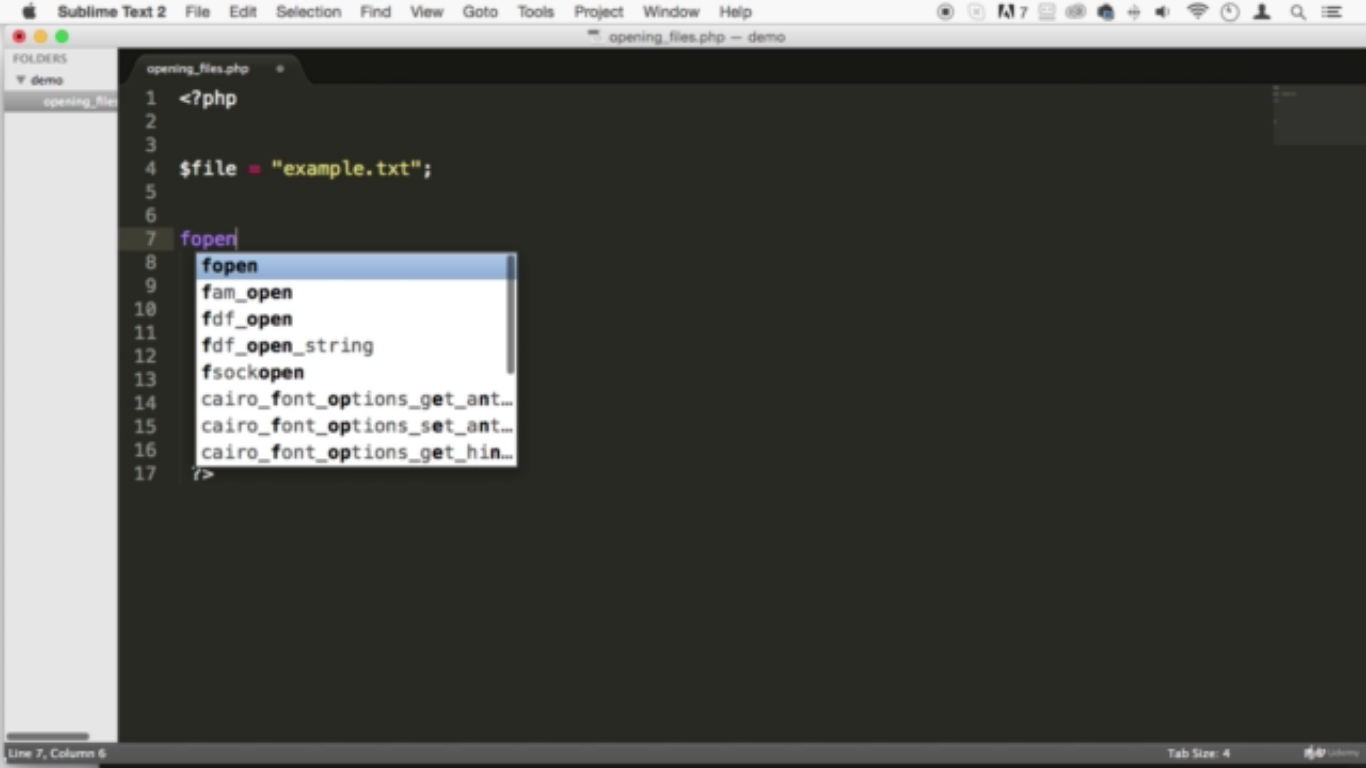 Sublime Text 2 File Edit Selection Find View Goto Tools Project Window Help 7
opening_files.php — demo
FOLDERS
demo
opening_files
opening_files.php
1 <?php
2
3
4 $file = "example.txt";
5
6
7 fopen
8 fopen
fam_open
9
10 fdf_open
11 fdf_open_string
12
13 fsockopen
14 cairo_font_options_get_ant…
15 cairo_font_options_set_ant…
16 cairo_font_options_get_hin…
17 ?>
Line 7, Column 6
Tab Size: 4
Udemy